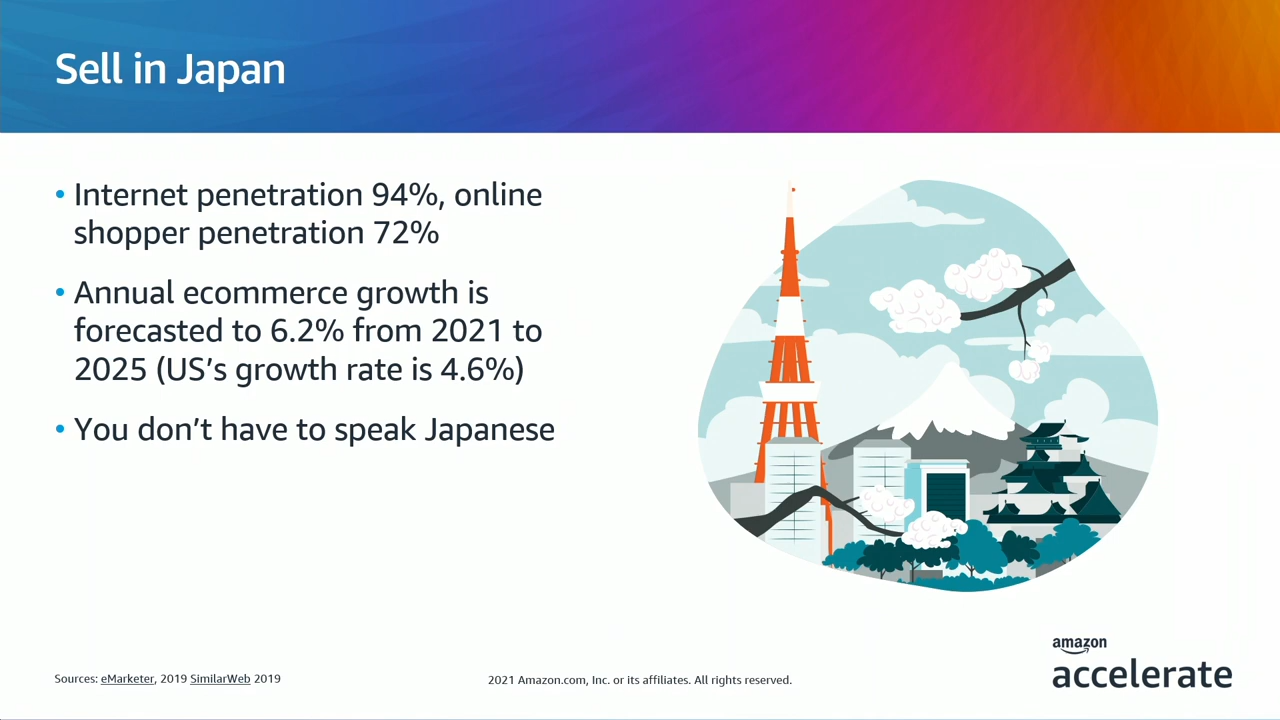 Sell in Japan
• Internet penetration 94%, online
shopper penetration 72%
• Annual ecommerce growth is
forecasted to 6.2% from 2021 to
2025 (US’s growth rate is 4.6%)
• You don’t have to speak Japanese
Sources: eMarketer, 2019 SimilarWeb 2019
2021 Amazon.com, Inc. or its affiliates. All rights reserved.
amazon
accelerate